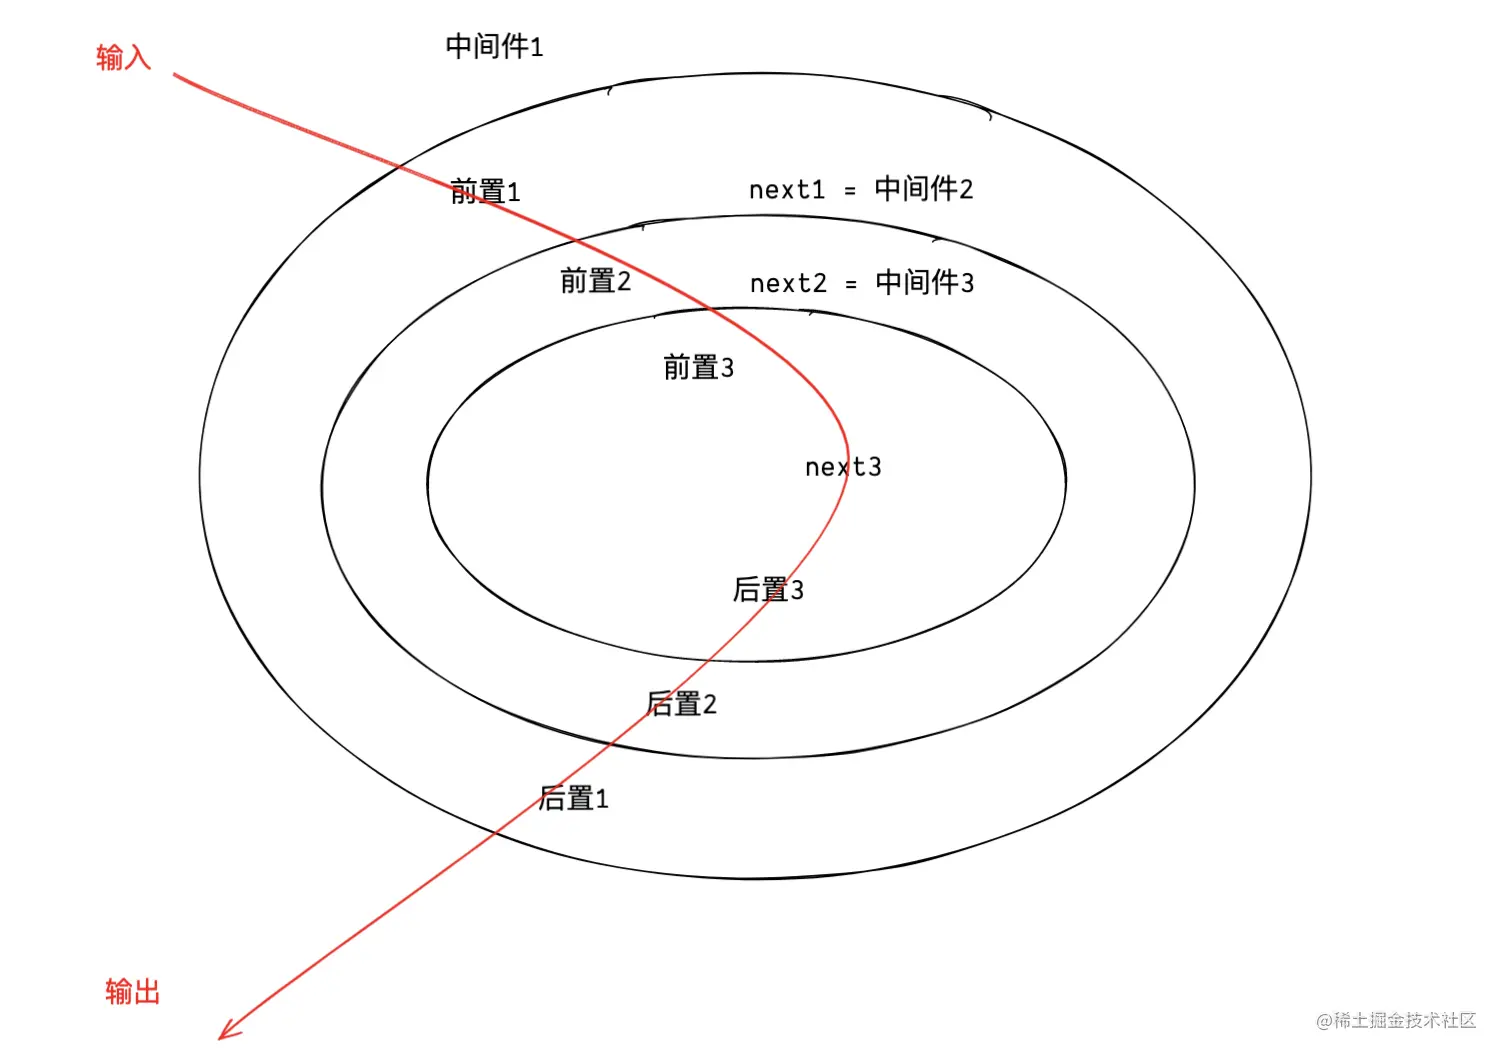 中间件1
输入
前置1
next1 = 中间件2
前置2
next2 = 中间件3
前置3
next3
后置3
后置2
后置1
输出
@稀土掘金技术社区